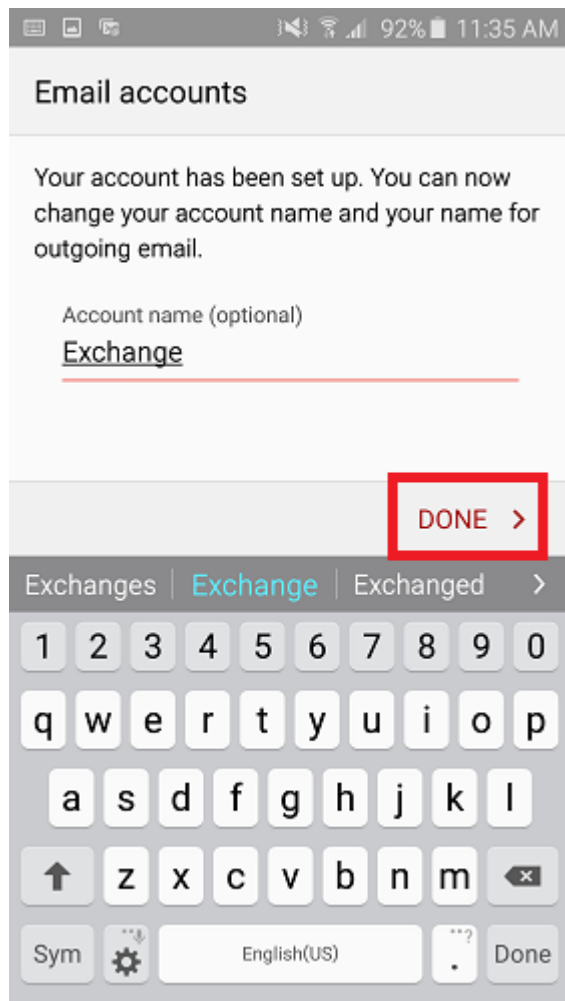 92% 11:35 AM
Email accounts
Your account has been set up. You can now
change your account name and your name for
outgoing email.
Account name (optional)
Exchange
DONE >
Exchanges Exchange Exchanged >
1 2 3 4 5 6 7 8 9 0
q w e r t y u i o p
a s d f g h j k l
z x c v b n m
Sym English(US) . Done